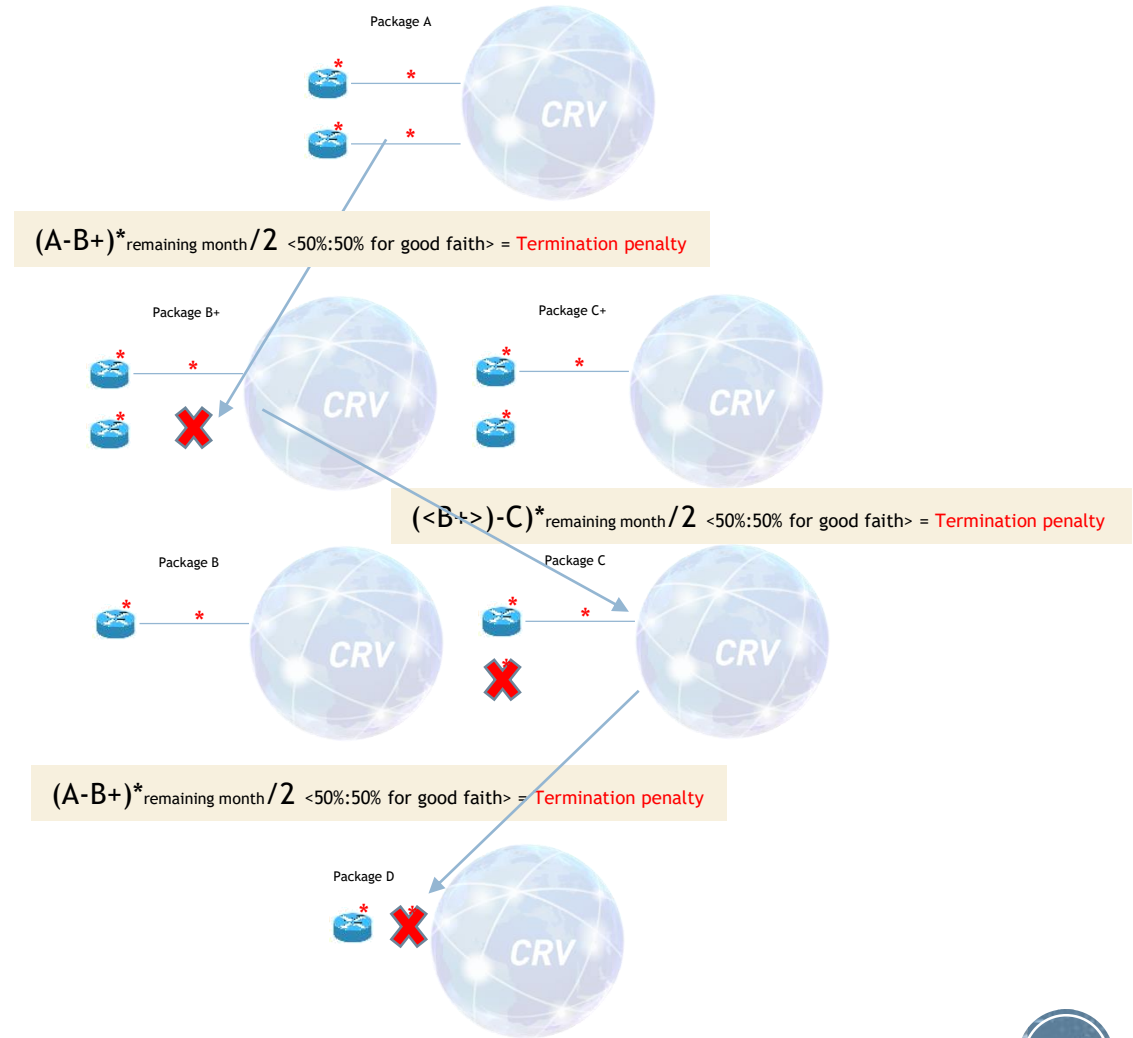 Package A
* *
CRV
* *
(A-B+)*remaining month/2 <50%:50% for good faith> = Termination penalty
Package B+
Package C+
* *
* *
CRV
CRV
*
*
(<B+>)-C)*remaining month/2 <50%:50% for good faith> = Termination penalty
Package B
Package C
* *
* *
CRV
CRV
*
(A-B+)*remaining month/2 <50%:50% for good faith> = Termination penalty
Package D
* *
CRV